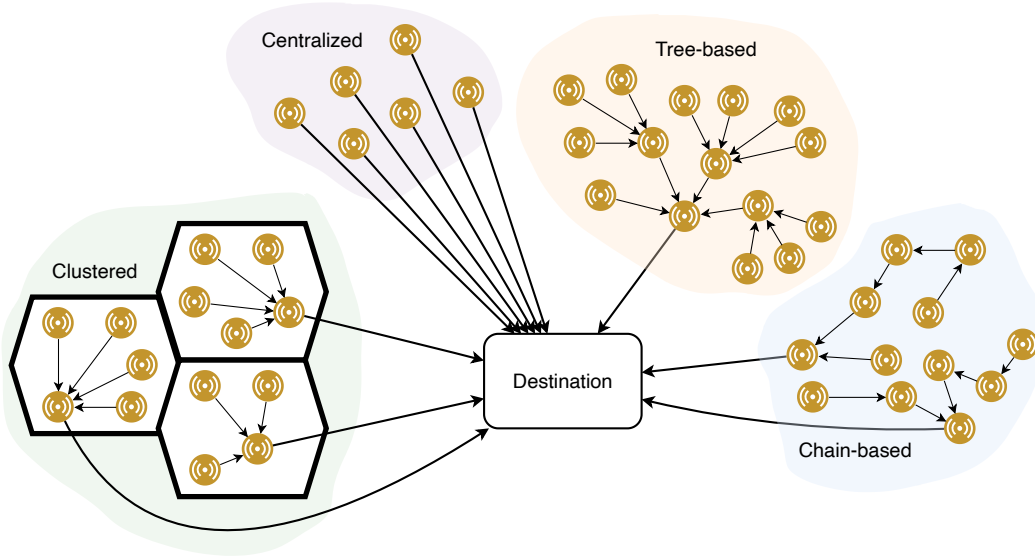 Centralized
Tree-based
Clustered
Destination
Chain-based